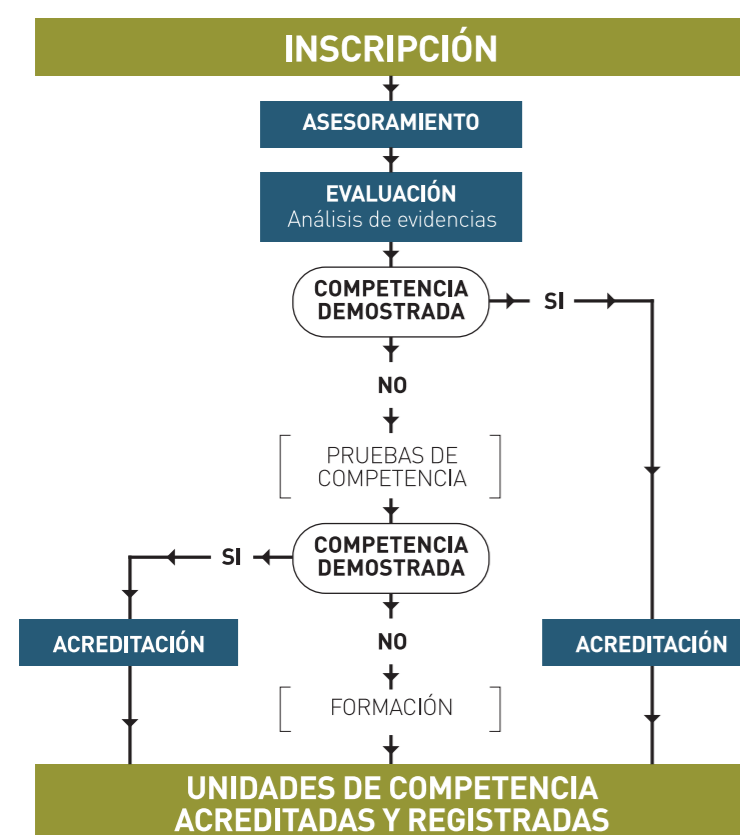 INSCRIPCIÓN
ASESORAMIENTO
EVALUACIÓN
Análisis de evidencias
COMPETENCIA
DEMOSTRADA
SI
NO
PRUEBAS DE
COMPETENCIA
COMPETENCIA
DEMOSTRADA
SI
NO
ACREDITACIÓN
ACREDITACIÓN
FORMACIÓN
UNIDADES DE COMPETENCIA
ACREDITADAS Y REGISTRADAS